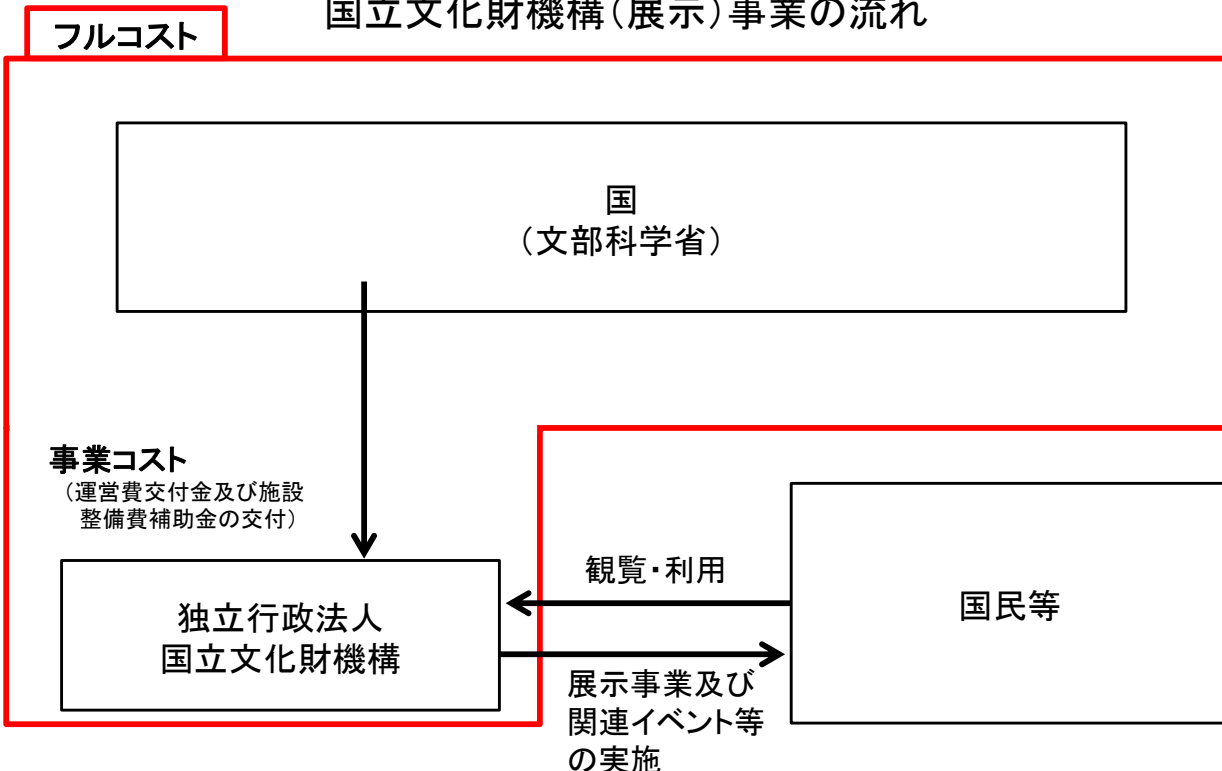 国立文化財機構（展示）事業の流れ
フルコスト
国
（文部科学省）
事業コスト
（運営費交付金及び施設
整備費補助金の交付）
独立行政法人
国立文化財機構
観覧・利用
展示事業及び
関連イベント等
の実施
国民等